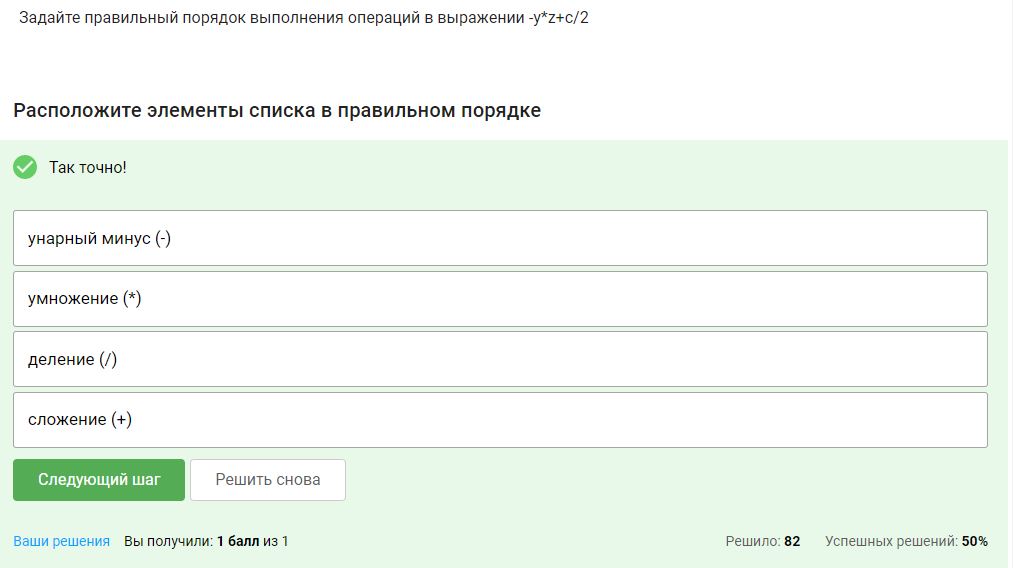 Задайте правильный порядок выполнения операций в выражении -y*z+c/2
Расположите элементы списка в правильном порядке
Так точно!
унарный минус (-)
умножение (*)
деление (/)
сложение (+)
Следующий шаг Решить снова
Ваши решения Вы получили: 1 балл из 1 Решило: 82 Успешных решений: 50%